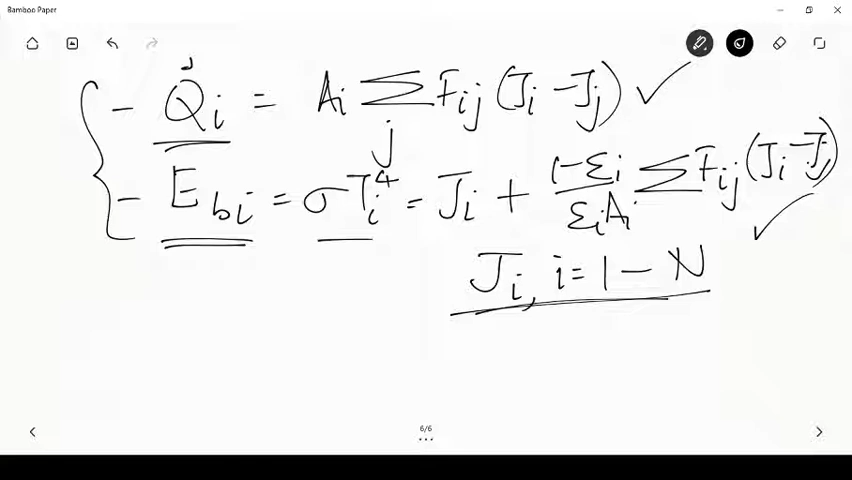 Bamboo Paper
- Q̇i = Ai Σj Fij (Ji - Jj) ✓
- Ebi = σTi⁴ = Ji + (1-εi)/(εiAi) Σ Fij (Ji - Jj) ✓
Ji, i = 1 - N
6/6